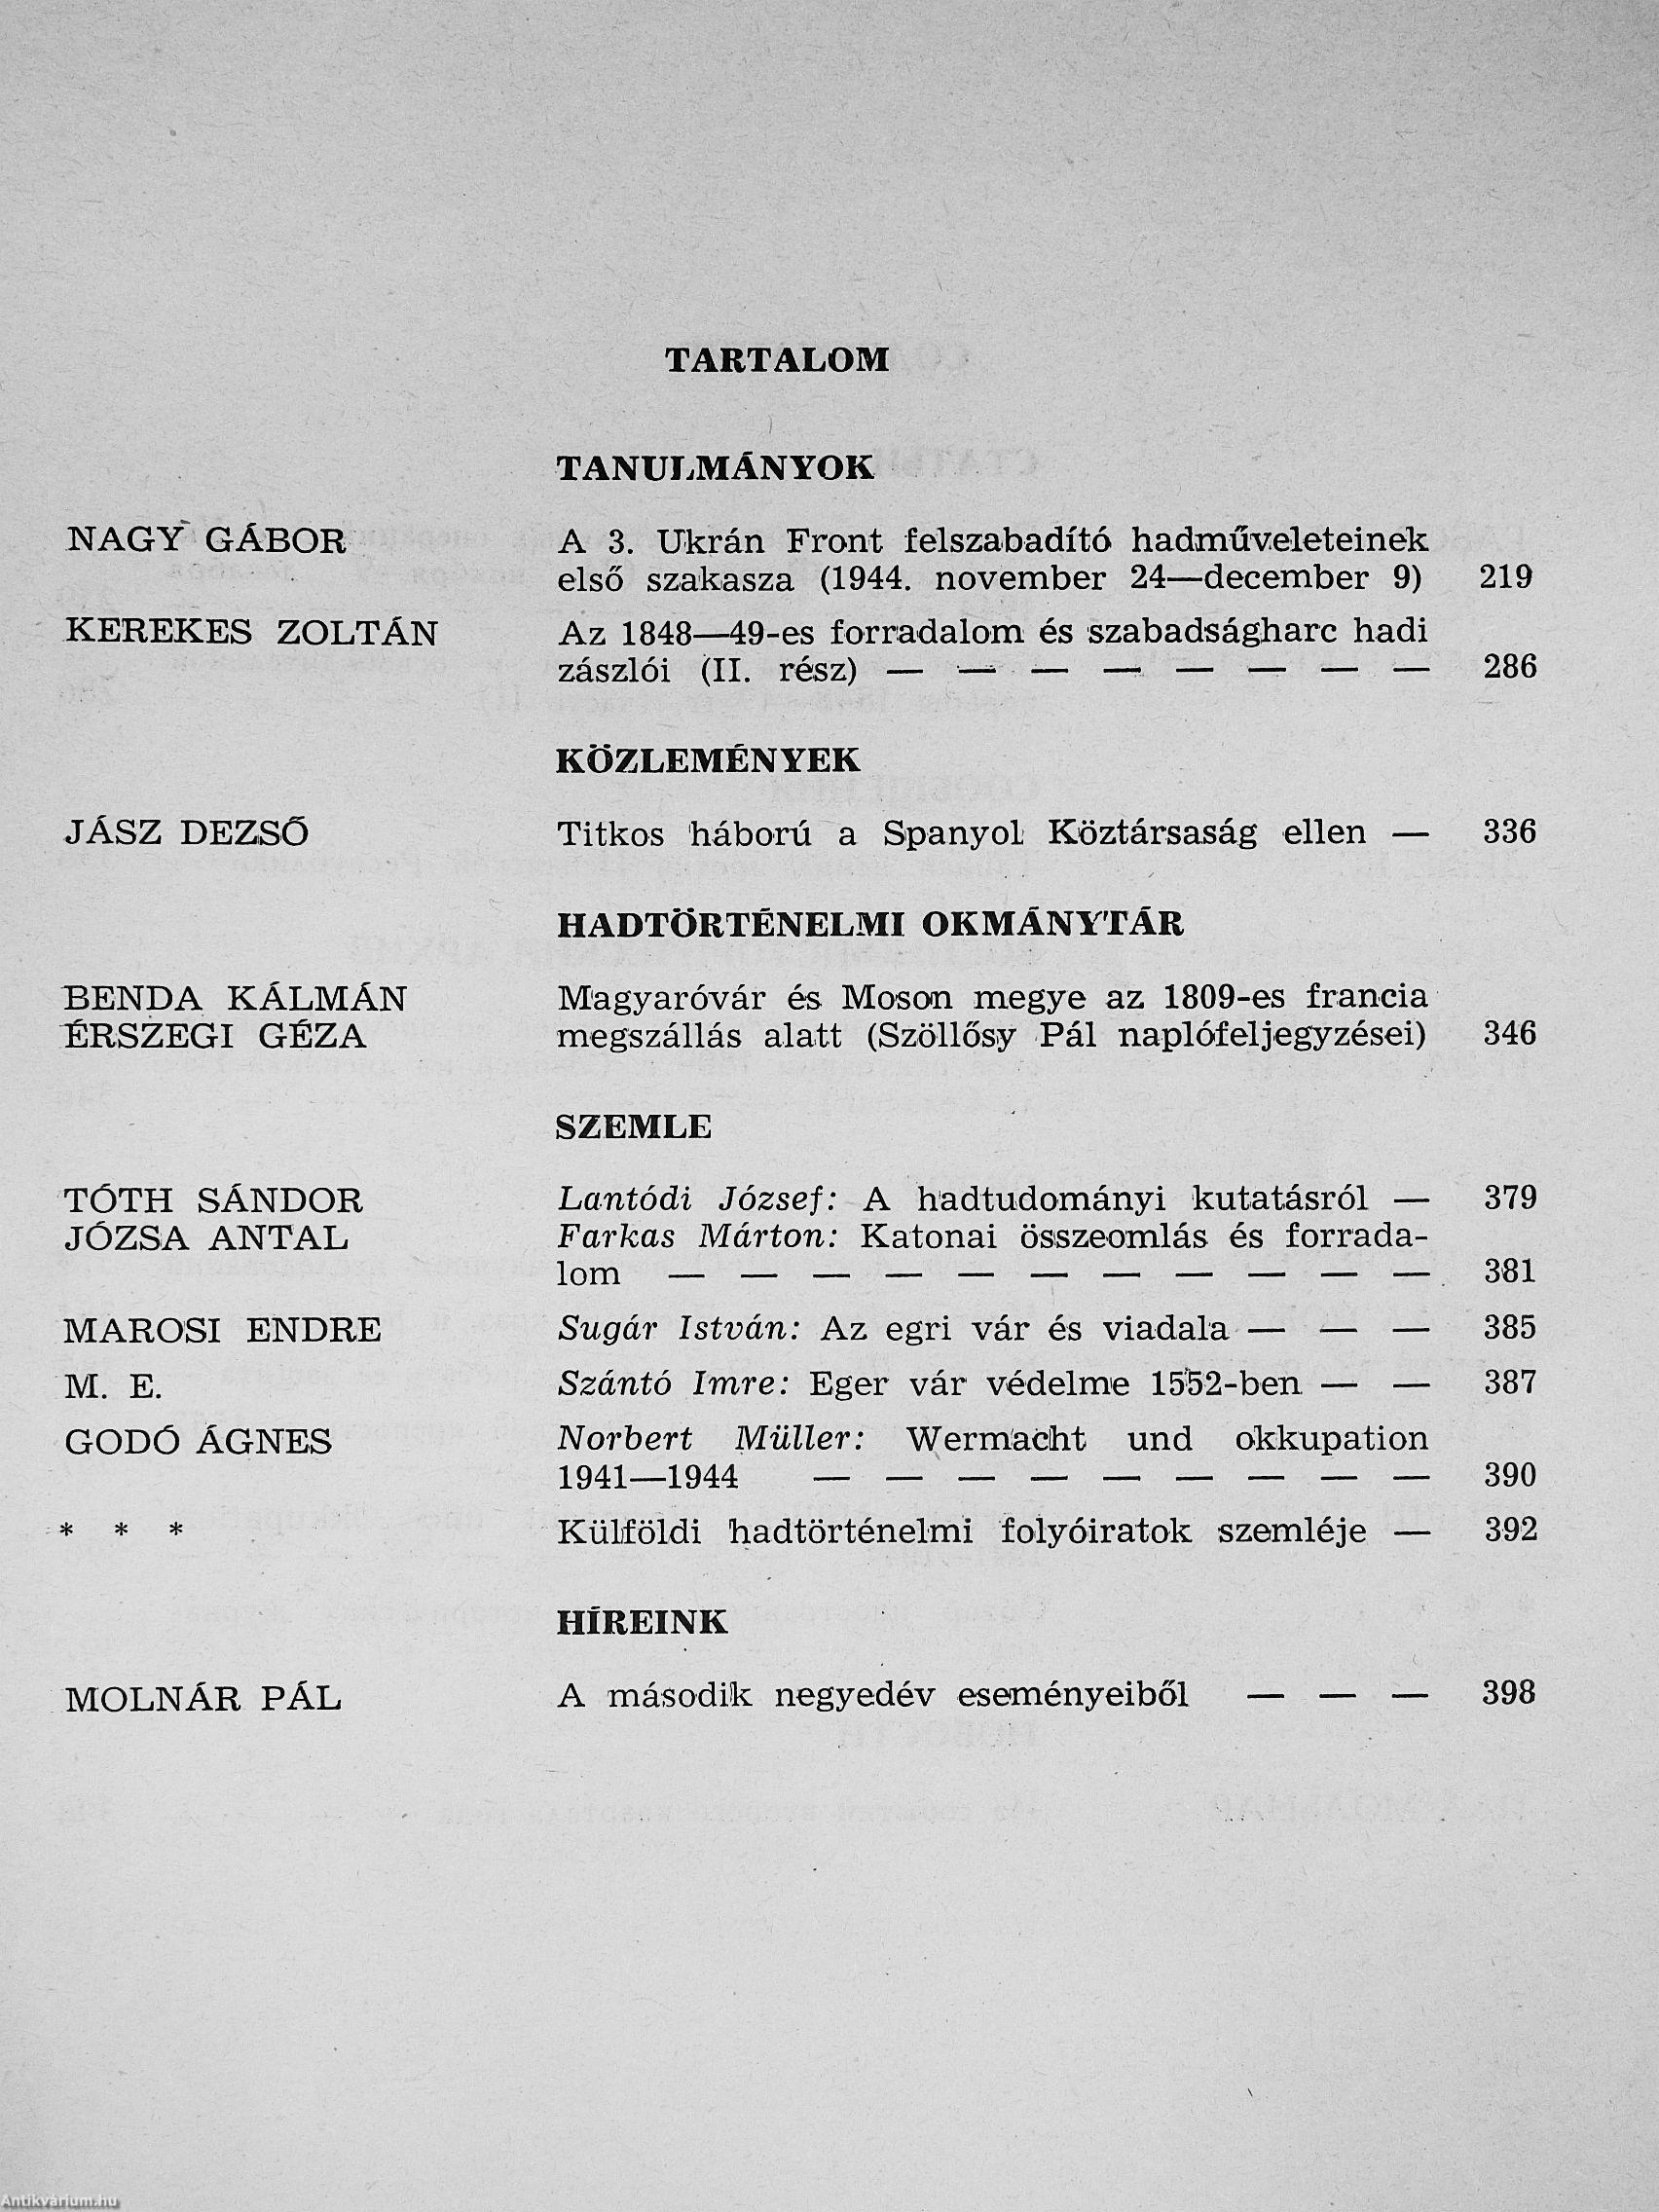 TARTALOM
TANULMÁNYOK
NAGY GÁBOR A 3. Ukrán Front felszabadító hadműveleteinek
első szakasza (1944. november 24—december 9) 219
KEREKES ZOLTÁN Az 1848—49-es forradalom és szabadságharc hadi
zászlói (II. rész) — — — — — — — — 286
KÖZLEMÉNYEK
JÁSZ DEZSŐ Titkos háború a Spanyol Köztársaság ellen — 336
HADTÖRTÉNELMI OKMÁNYTÁR
BENDA KÁLMÁN Magyaróvár és Moson megye az 1809-es francia
ÉRSZEGI GÉZA megszállás alatt (Szöllősy Pál naplófeljegyzései) 346
SZEMLE
TÓTH SÁNDOR Lantódi József: A hadtudományi kutatásról — 379
JÓZSA ANTAL Farkas Márton: Katonai összeomlás és forrada-
lom — — — — — — — — — — — 381
MAROSI ENDRE Sugár István: Az egri vár és viadala — — — 385
M. E. Szántó Imre: Eger vár védelme 1552-ben — — 387
GODÓ ÁGNES Norbert Müller: Wermacht und okkupation
1941—1944 — — — — — — — — — 390
* * * Külföldi hadtörténelmi folyóiratok szemléje — 392
HÍREINK
MOLNÁR PÁL A második negyedév eseményeiből — — — 398
Antikvárium.hu